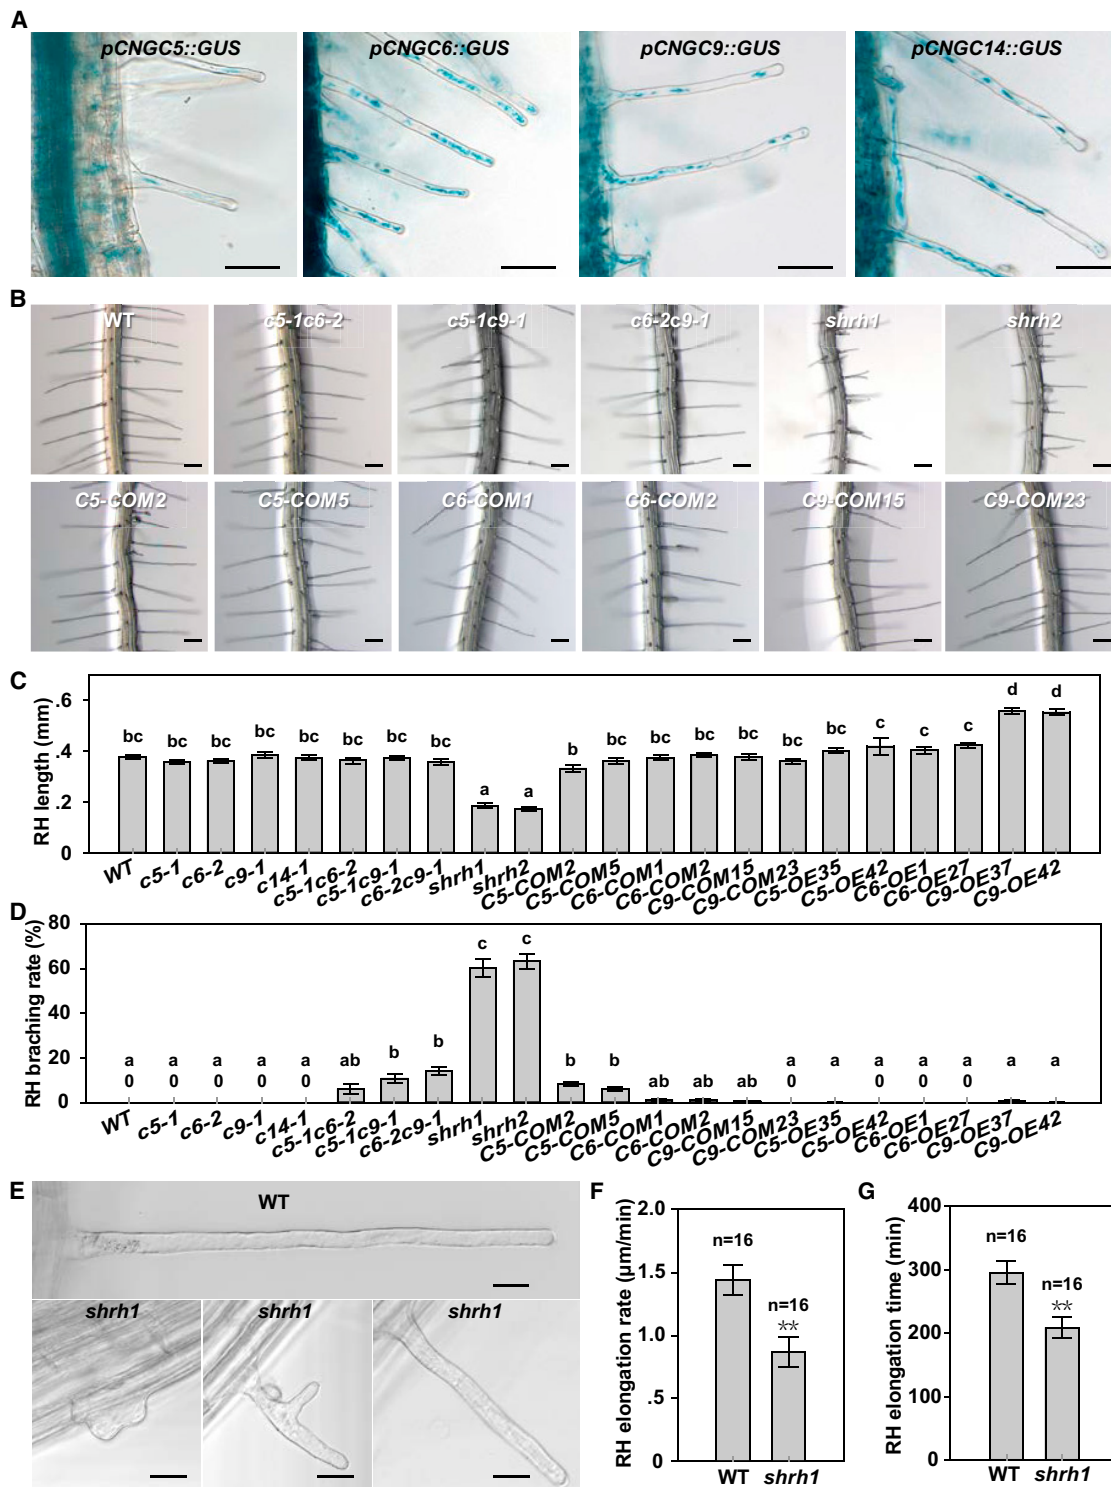 A
pCNGC5::GUS
pCNGC6::GUS
pCNGC9::GUS
pCNGC14::GUS
B
WT
c5-1c6-2
c5-1c9-1
c6-2c9-1
shrh1
shrh2
C5-COM2
C5-COM5
C6-COM1
C6-COM2
C9-COM15
C9-COM23
C
RH length (mm)
.6
.4
.2
0
bc bc bc bc bc bc bc bc a a b bc bc bc bc bc bc c c c d d
WT c5-1 c6-2 c9-1 c14-1 c5-1c6-2 c5-1c9-1 c6-2c9-1 shrh1 shrh2 C5-COM2 C5-COM5 C6-COM1 C6-COM2 C9-COM15 C9-COM23 C5-OE35 C5-OE42 C6-OE1 C6-OE27 C9-OE37 C9-OE42
D
RH braching rate (%)
80
60
40
20
0
a a a a a ab b b c c b b ab ab ab a a a a a a a
0 0 0 0 0 0 0 0 0
WT c5-1 c6-2 c9-1 c14-1 c5-1c6-2 c5-1c9-1 c6-2c9-1 shrh1 shrh2 C5-COM2 C5-COM5 C6-COM1 C6-COM2 C9-COM15 C9-COM23 C5-OE35 C5-OE42 C6-OE1 C6-OE27 C9-OE37 C9-OE42
E
WT
shrh1
shrh1
shrh1
F
RH elongation rate (μm/min)
2.0
1.5
1.0
.5
0
n=16
n=16
**
WT shrh1
G
RH elongation time (min)
400
300
200
100
0
n=16
n=16
**
WT shrh1